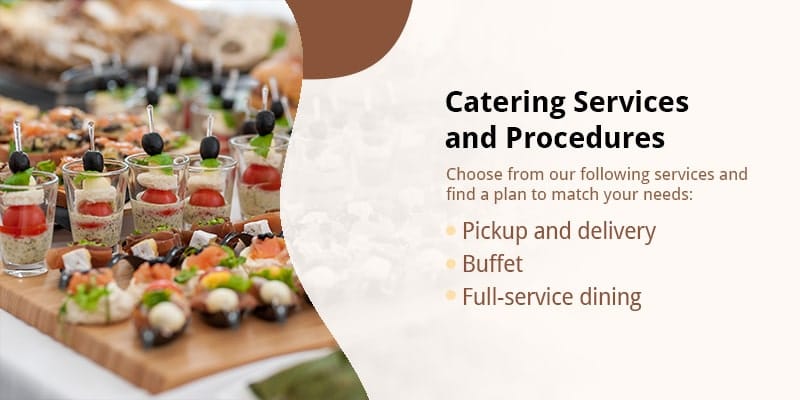 Catering Services
and Procedures
Choose from our following services and
find a plan to match your needs:
Pickup and delivery
Buffet
Full-service dining